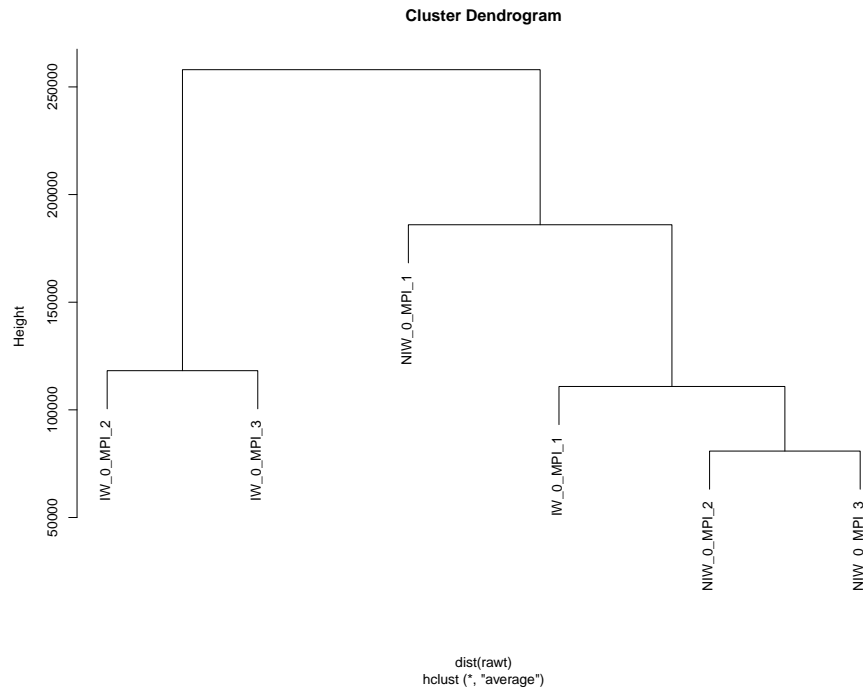 Cluster Dendrogram
Height
250000
200000
150000
100000
50000
IW_0_MPI_2
IW_0_MPI_3
NIW_0_MPI_1
IW_0_MPI_1
NIW_0_MPI_2
NIW_0_MPI_3
dist(rawt)
hclust (*, "average")